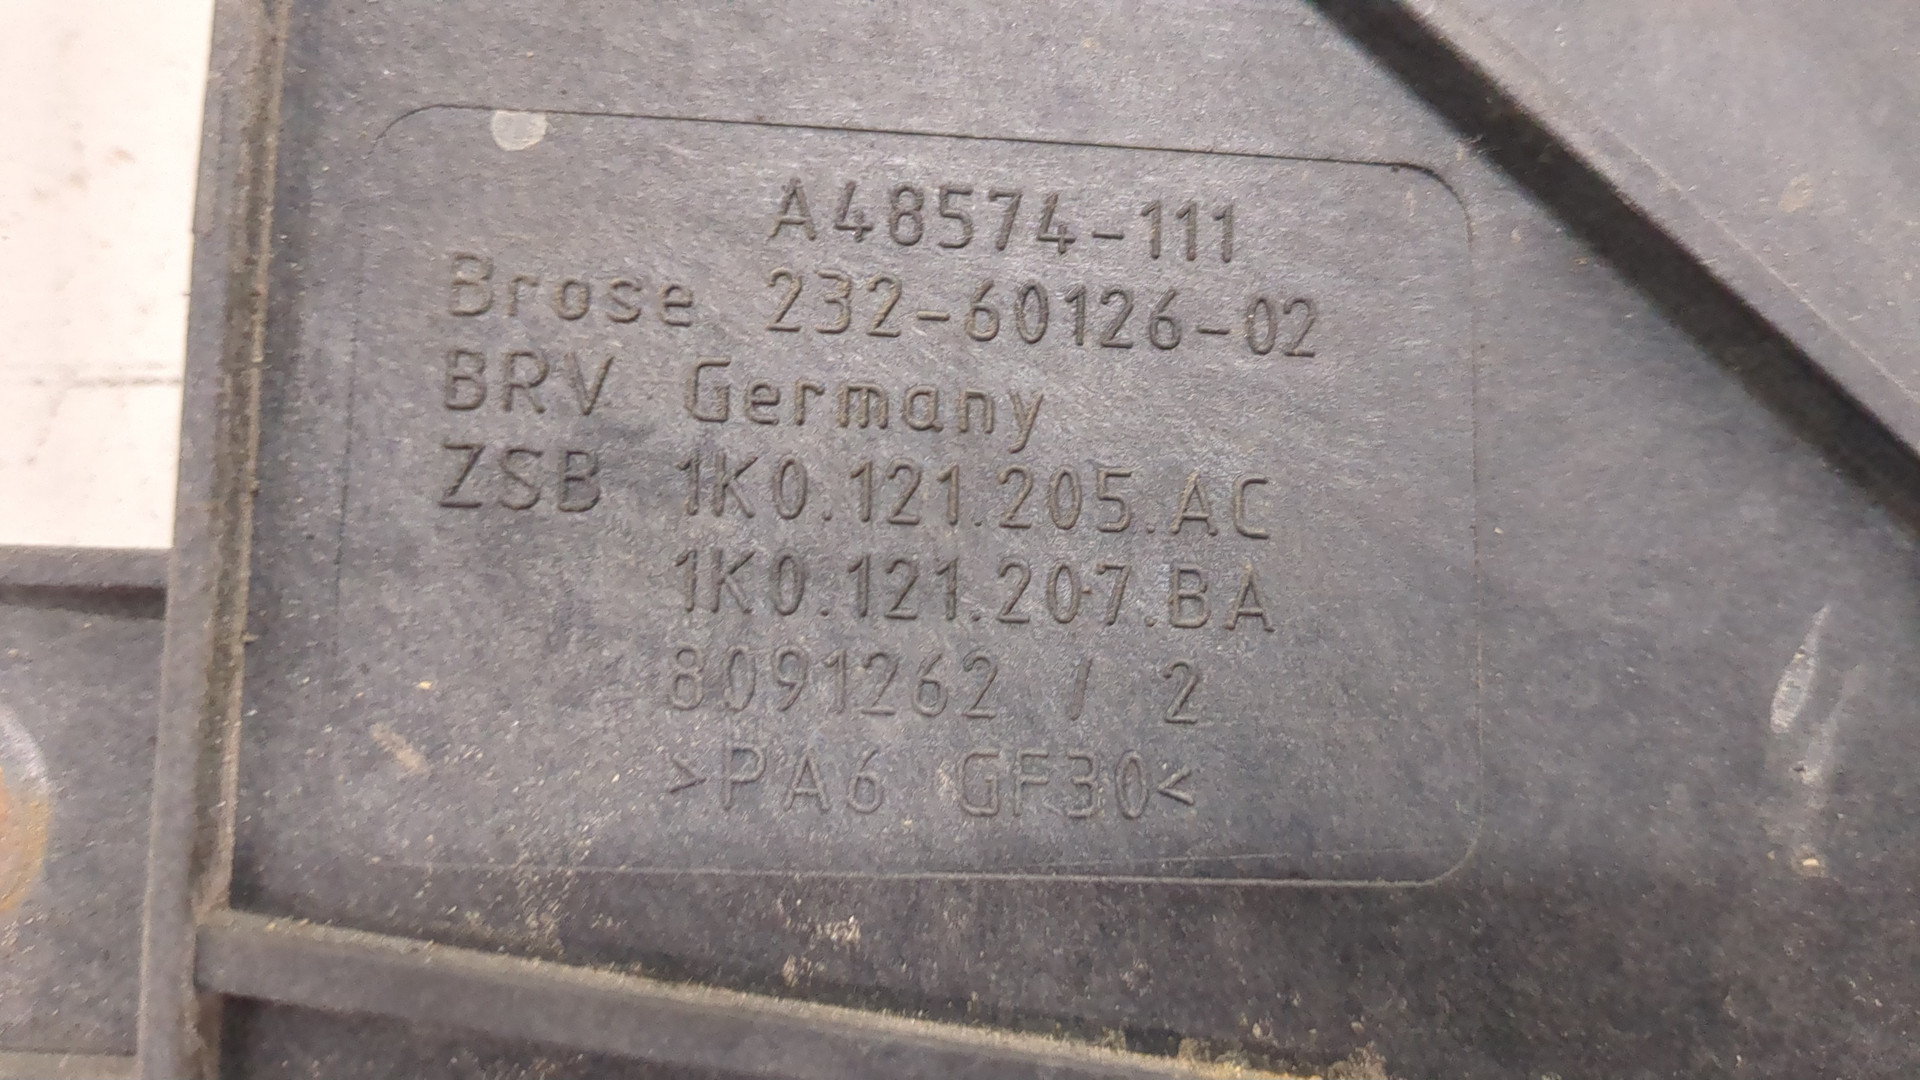 A48574-111
Brose 232-60126-02
BRV Germany
ZSB 1K0.121.205.AC
1K0.121.207.BA
8091262 / 2
>PA6 GF30<